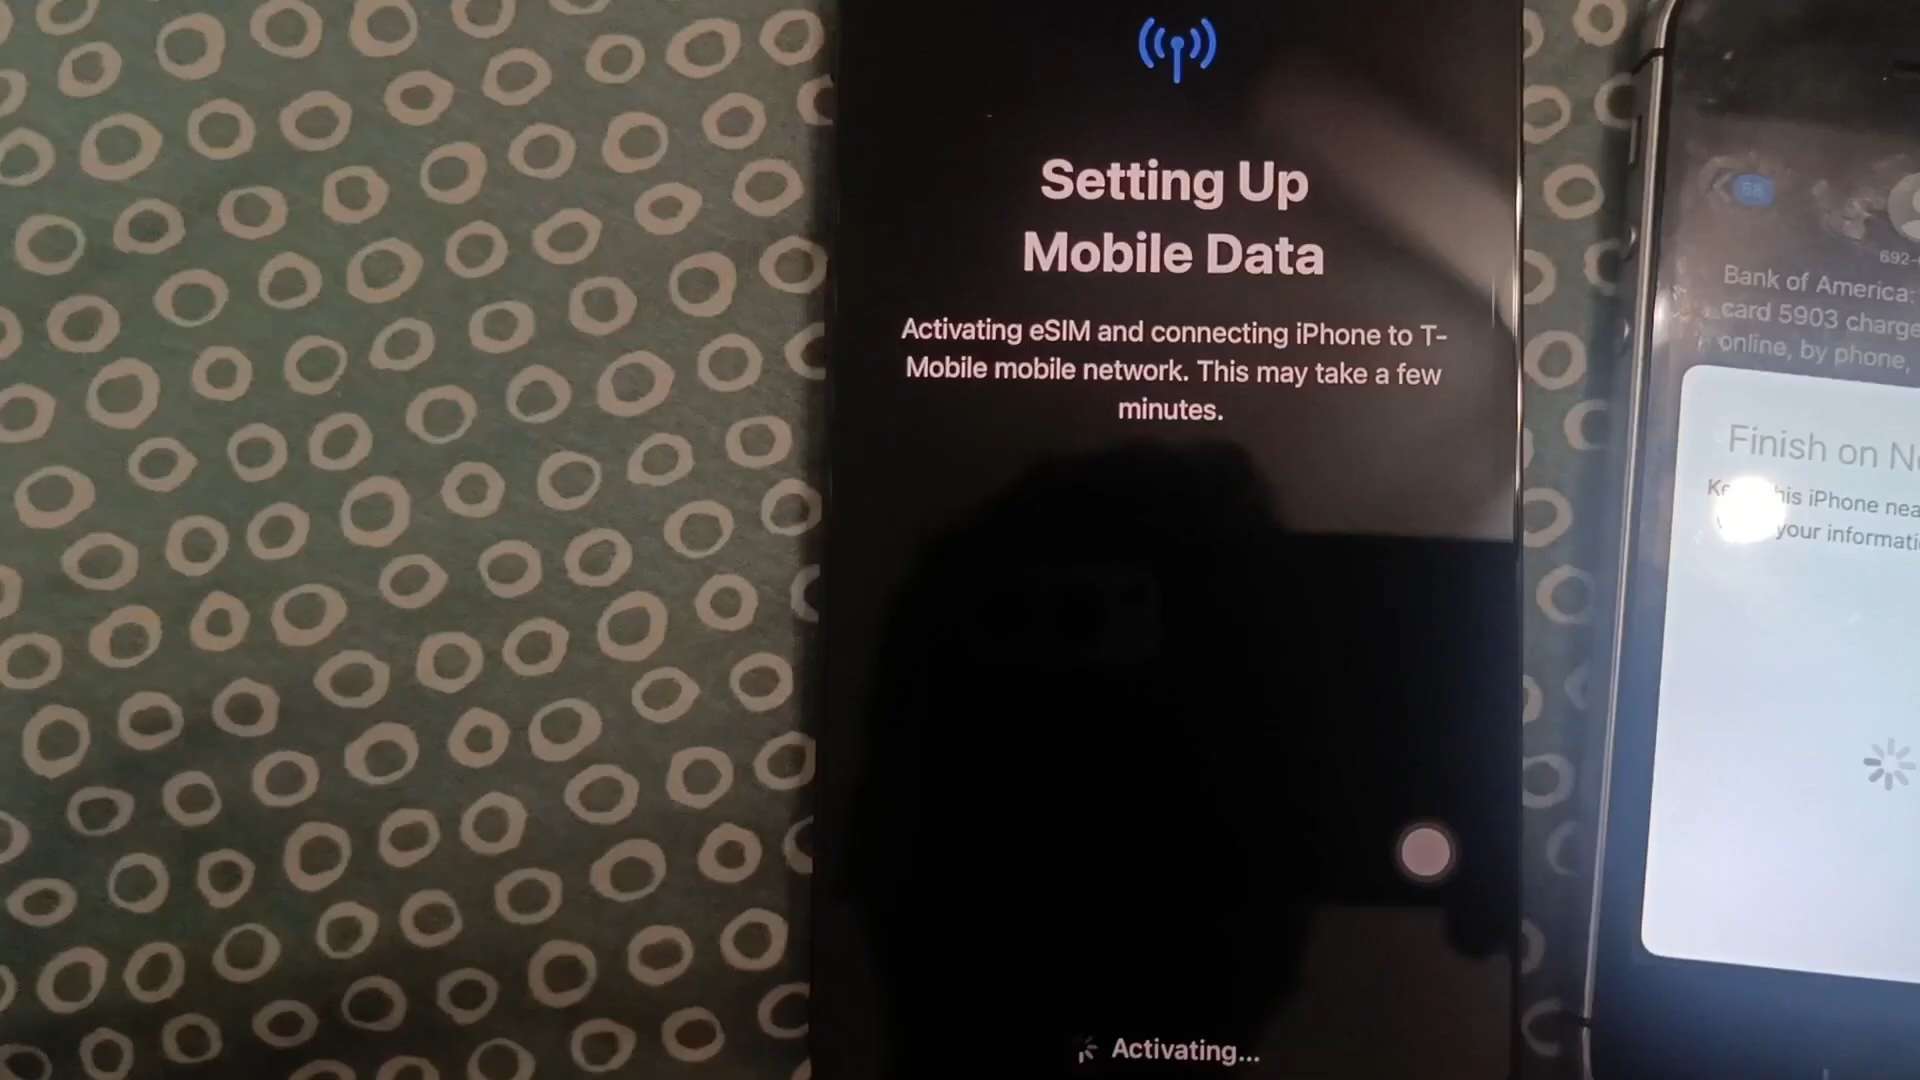 Setting Up
Mobile Data
Activating eSIM and connecting iPhone to T-
Mobile mobile network. This may take a few
minutes.
Activating...
68
692-
Bank of America:
card 5903 charge
online, by phone,
Finish on
his iPhone nea
your informati